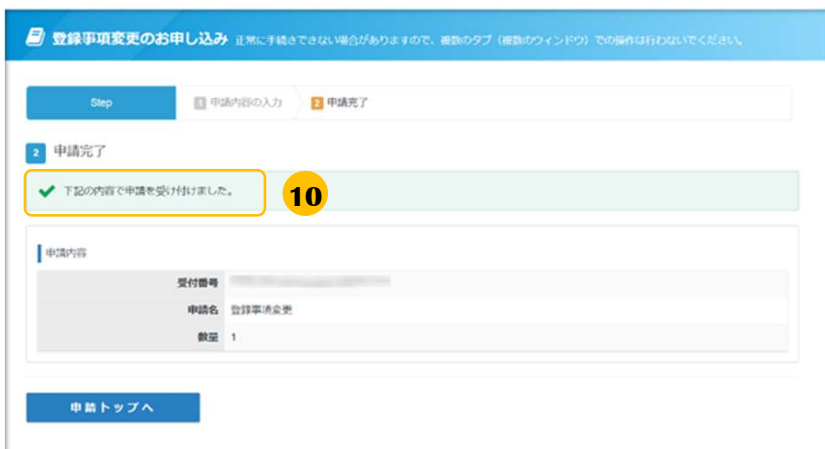 登録事項変更のお申し込み 正常に手続きできない場合がありますので、複数のタブ（複数のウィンドウ）での操作は行わないでください。
Step 1 申請内容の入力 2 申請完了
2 申請完了
下記の内容で申請を受け付けました。 10
申請内容
受付番号
申請名 登録事項変更
数量 1
申請トップへ